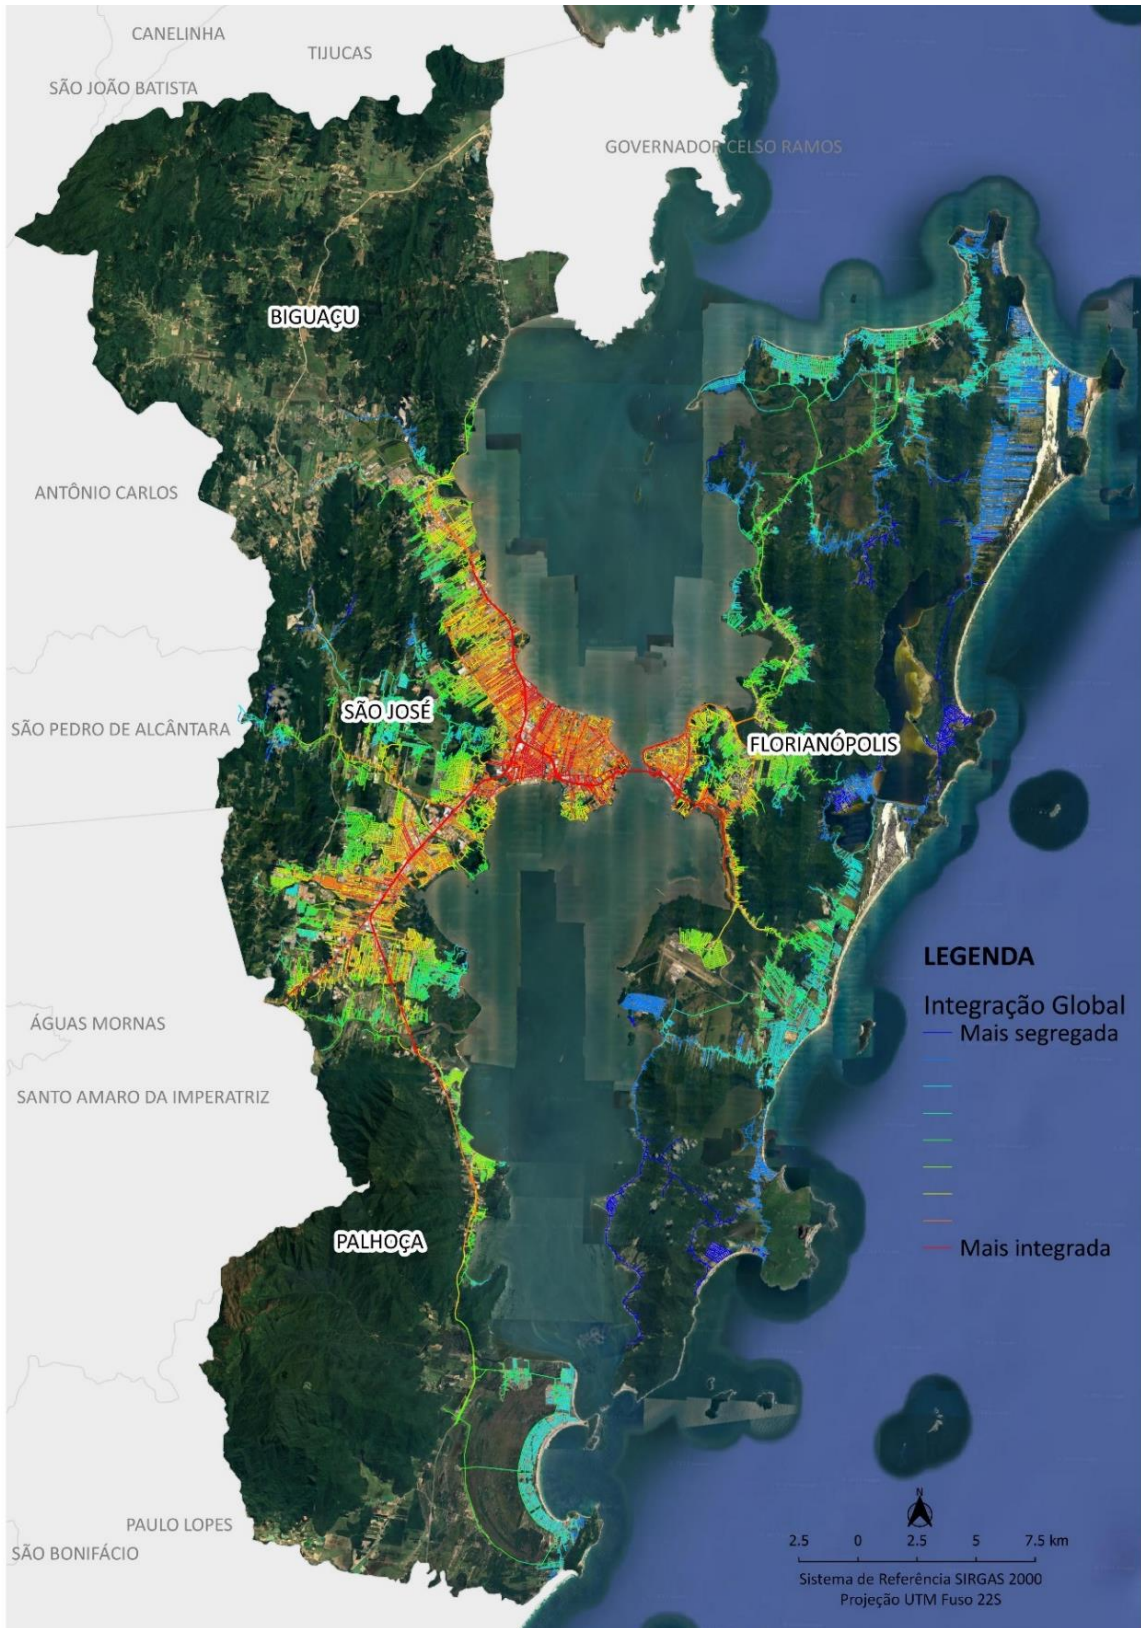 CANELINHA
TIJUCAS
SÃO JOÃO BATISTA
GOVERNADOR CELSO RAMOS
BIGUAÇU
ANTÔNIO CARLOS
SÃO JOSÉ
SÃO PEDRO DE ALCÂNTARA
FLORIANÓPOLIS
LEGENDA
Integração Global
Mais segregada
ÁGUAS MORNAS
SANTO AMARO DA IMPERATRIZ
PALHOÇA
Mais integrada
N
PAULO LOPES
SÃO BONIFÁCIO
2.5 0 2.5 5 7.5 km
Sistema de Referência SIRGAS 2000
Projeção UTM Fuso 22S